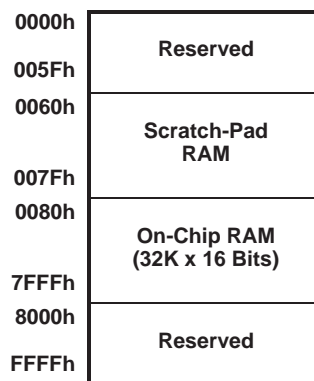 0000h
Reserved
005Fh
0060h
Scratch-Pad
RAM
007Fh
0080h
On-Chip RAM
(32K x 16 Bits)
7FFFh
8000h
Reserved
FFFFh